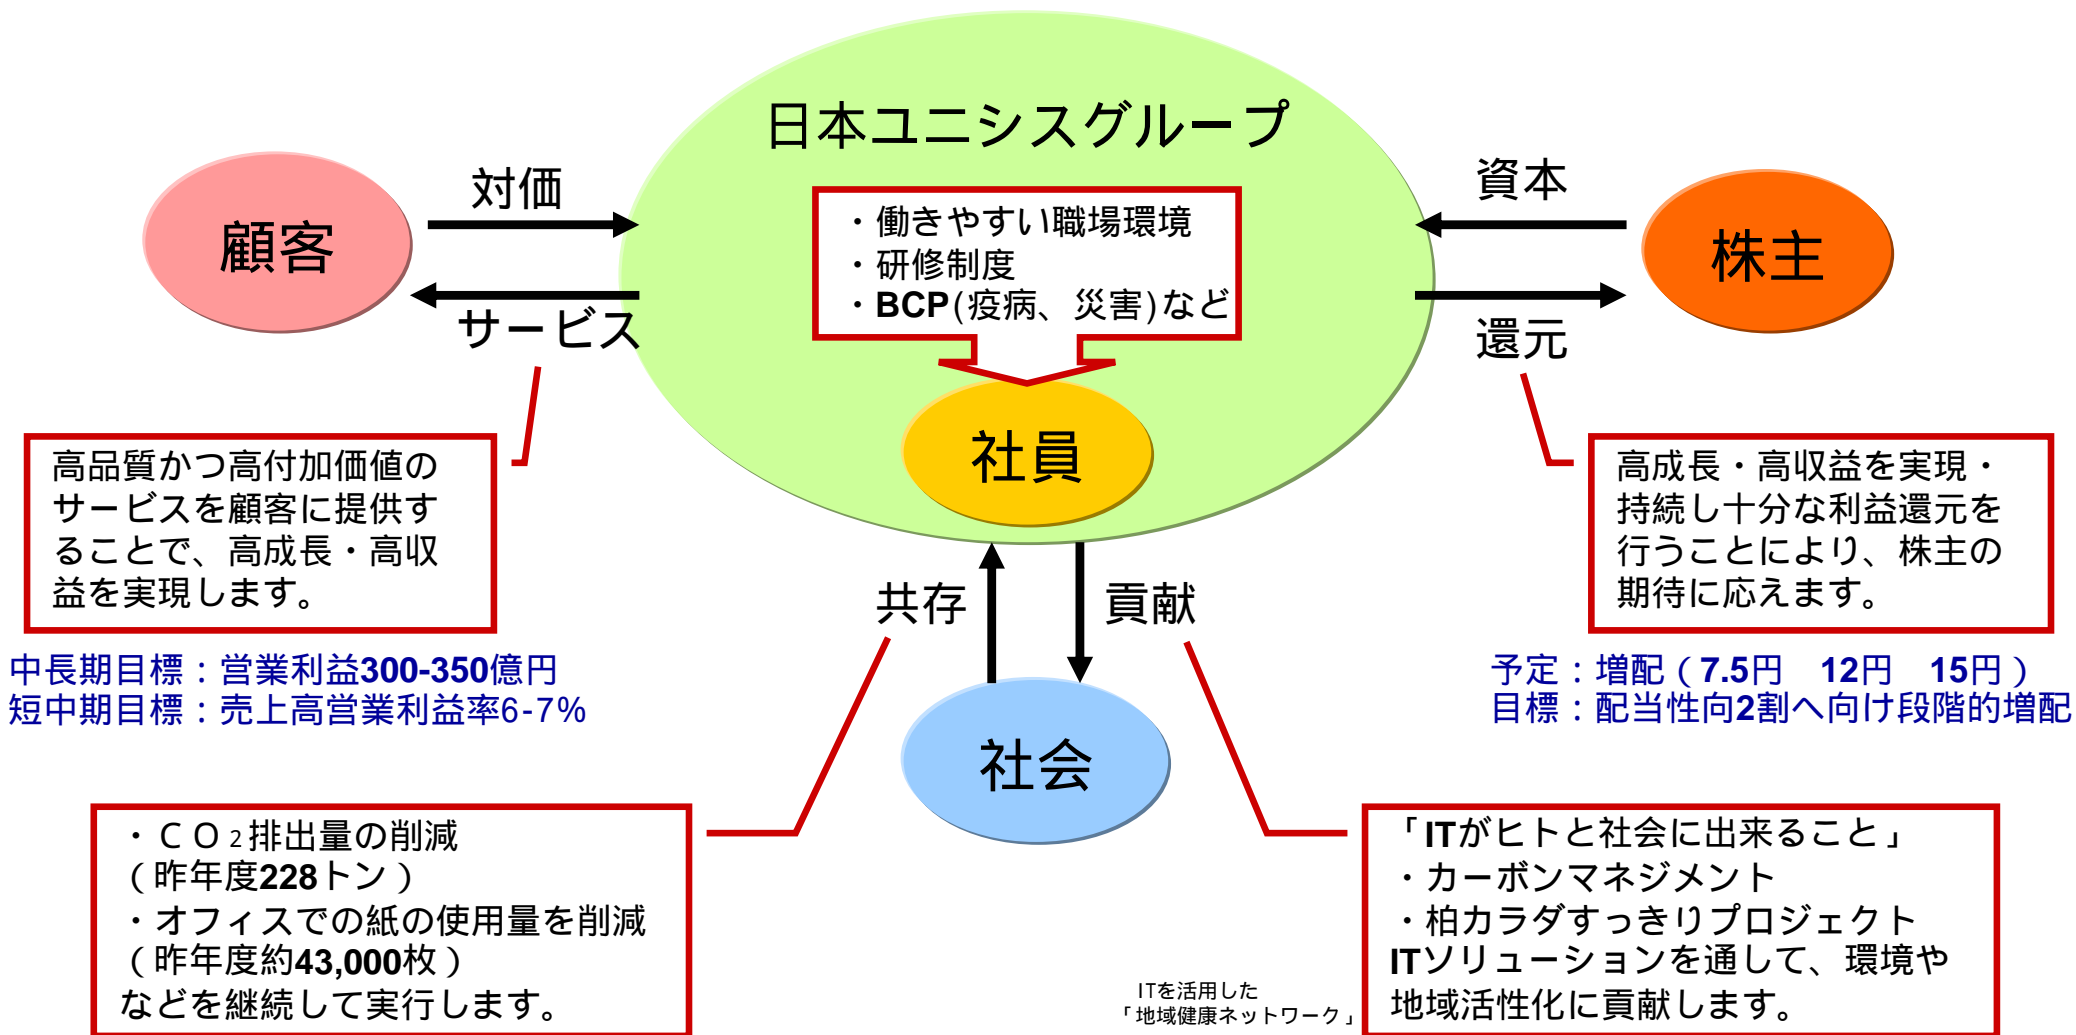 日本ユニシスグループ
対価
資本
・働きやすい職場環境
・研修制度
・BCP(疫病、災害)など
顧客
株主
サービス
還元
社員
高品質かつ高付加価値の
サービスを顧客に提供す
ることで、高成長・高収
益を実現します。
高成長・高収益を実現・
持続し十分な利益還元を
行うことにより、株主の
期待に応えます。
共存
貢献
中長期目標：営業利益300-350億円
短中期目標：売上高営業利益率6-7%
予定：増配（7.5円　12円　15円）
目標：配当性向2割へ向け段階的増配
社会
・ＣＯ２排出量の削減
（昨年度228トン）
・オフィスでの紙の使用量を削減
（昨年度約43,000枚）
などを継続して実行します。
「ITがヒトと社会に出来ること」
・カーボンマネジメント
・柏カラダすっきりプロジェクト
ITソリューションを通して、環境や
地域活性化に貢献します。
ITを活用した
「地域健康ネットワーク」